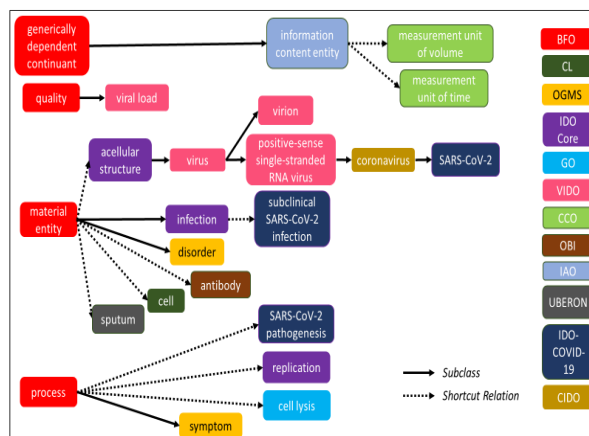 generically
dependent
continuant
information
content entity
measurement unit
of volume
measurement
unit of time
quality
viral load
virion
acellular
structure
virus
positive-sense
single-stranded
RNA virus
coronavirus
SARS-CoV-2
material
entity
infection
subclinical
SARS-CoV-2
infection
disorder
antibody
cell
sputum
SARS-CoV-2
pathogenesis
replication
process
cell lysis
symptom
Subclass
Shortcut Relation
BFO
CL
OGMS
IDO
Core
GO
VIDO
CCO
OBI
IAO
UBERON
IDO-
COVID-
19
CIDO